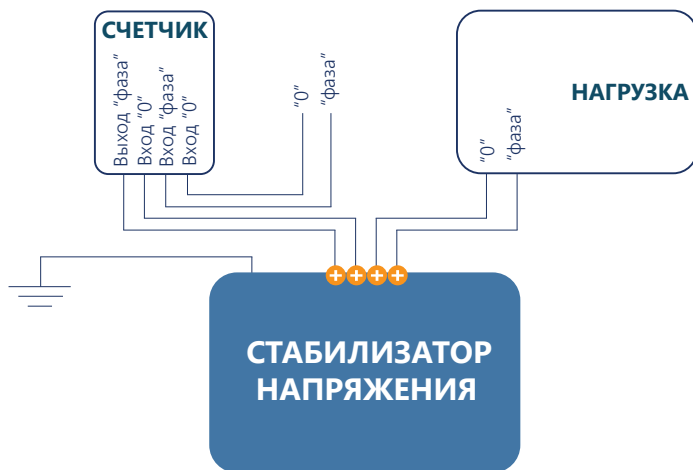 СЧЕТЧИК
Выход “фаза”
Вход “0”
Вход “фаза”
Вход “0”
“0”
“фаза”
НАГРУЗКА
“0”
“фаза”
СТАБИЛИЗАТОР
НАПРЯЖЕНИЯ